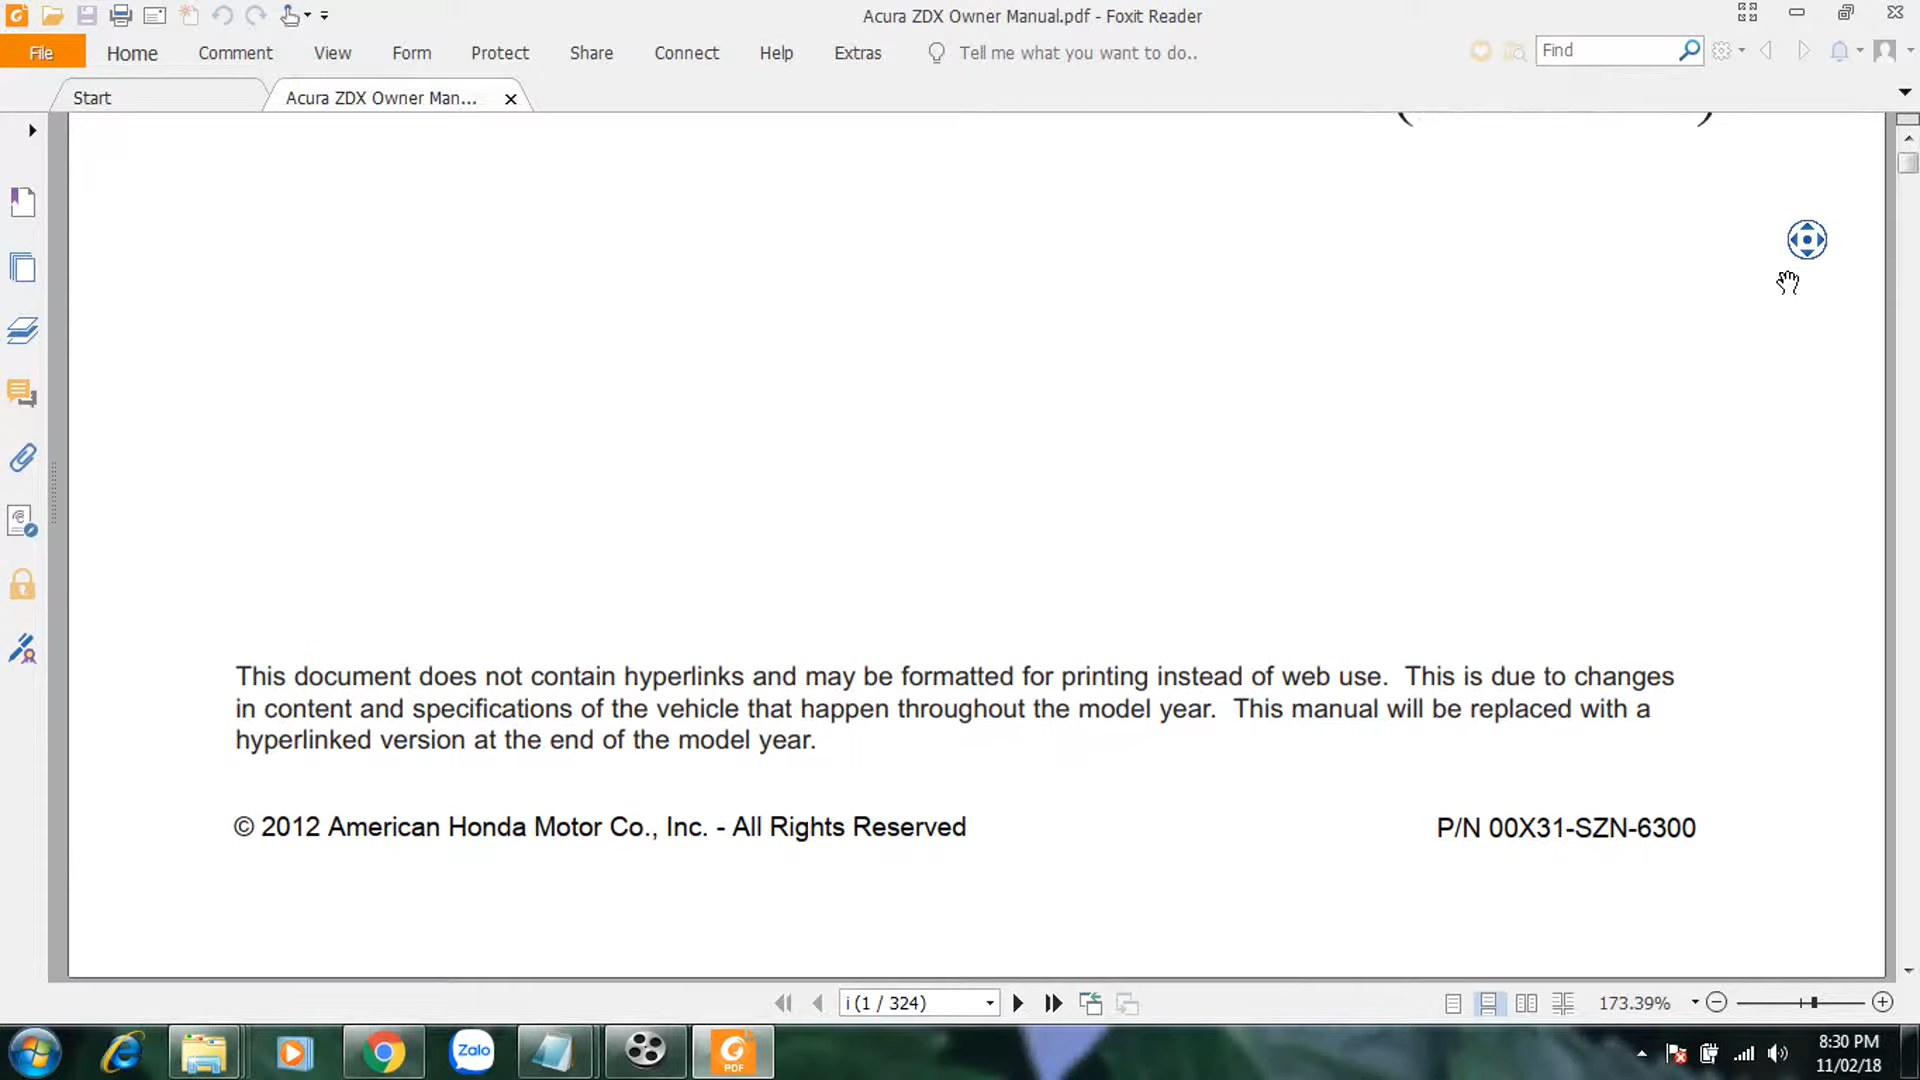 Acura ZDX Owner Manual.pdf - Foxit Reader
File Home Comment View Form Protect Share Connect Help Extras Tell me what you want to do.. Find
Start Acura ZDX Owner Man...
This document does not contain hyperlinks and may be formatted for printing instead of web use. This is due to changes
in content and specifications of the vehicle that happen throughout the model year. This manual will be replaced with a
hyperlinked version at the end of the model year.
© 2012 American Honda Motor Co., Inc. - All Rights Reserved P/N 00X31-SZN-6300
i (1 / 324) 173.39%
Zalo PDF 8:30 PM
11/02/18